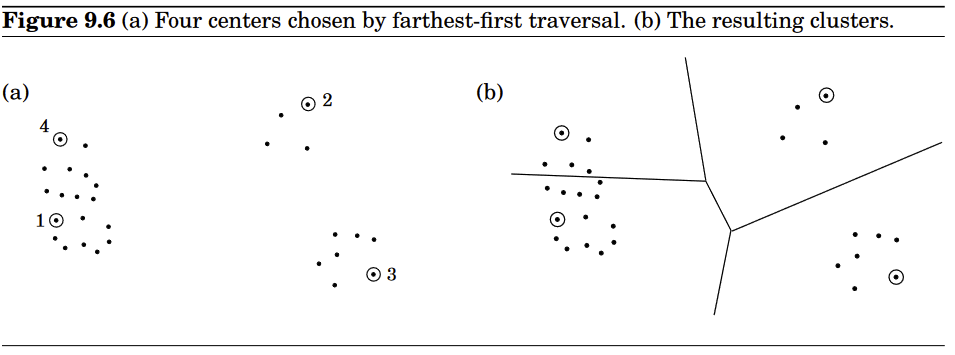 Figure 9.6 (a) Four centers chosen by farthest-first traversal. (b) The resulting clusters.
(a)
2
4
1
3
(b)